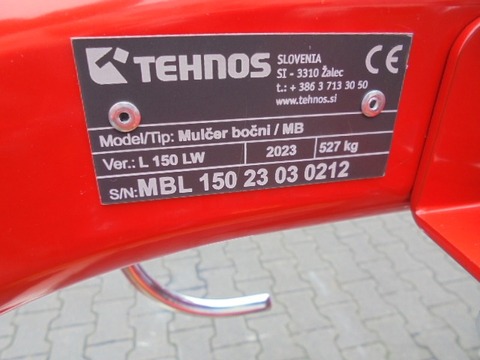 TEHNOS
SLOVENIA
SI - 3310 Žalec
t.: + 386 3 713 30 50
www.tehnos.si
CE
Model/Tip: Mulčer bočni / MB
Ver.: L 150 LW 2023 527 kg
S/N: MBL 150 23 03 0212